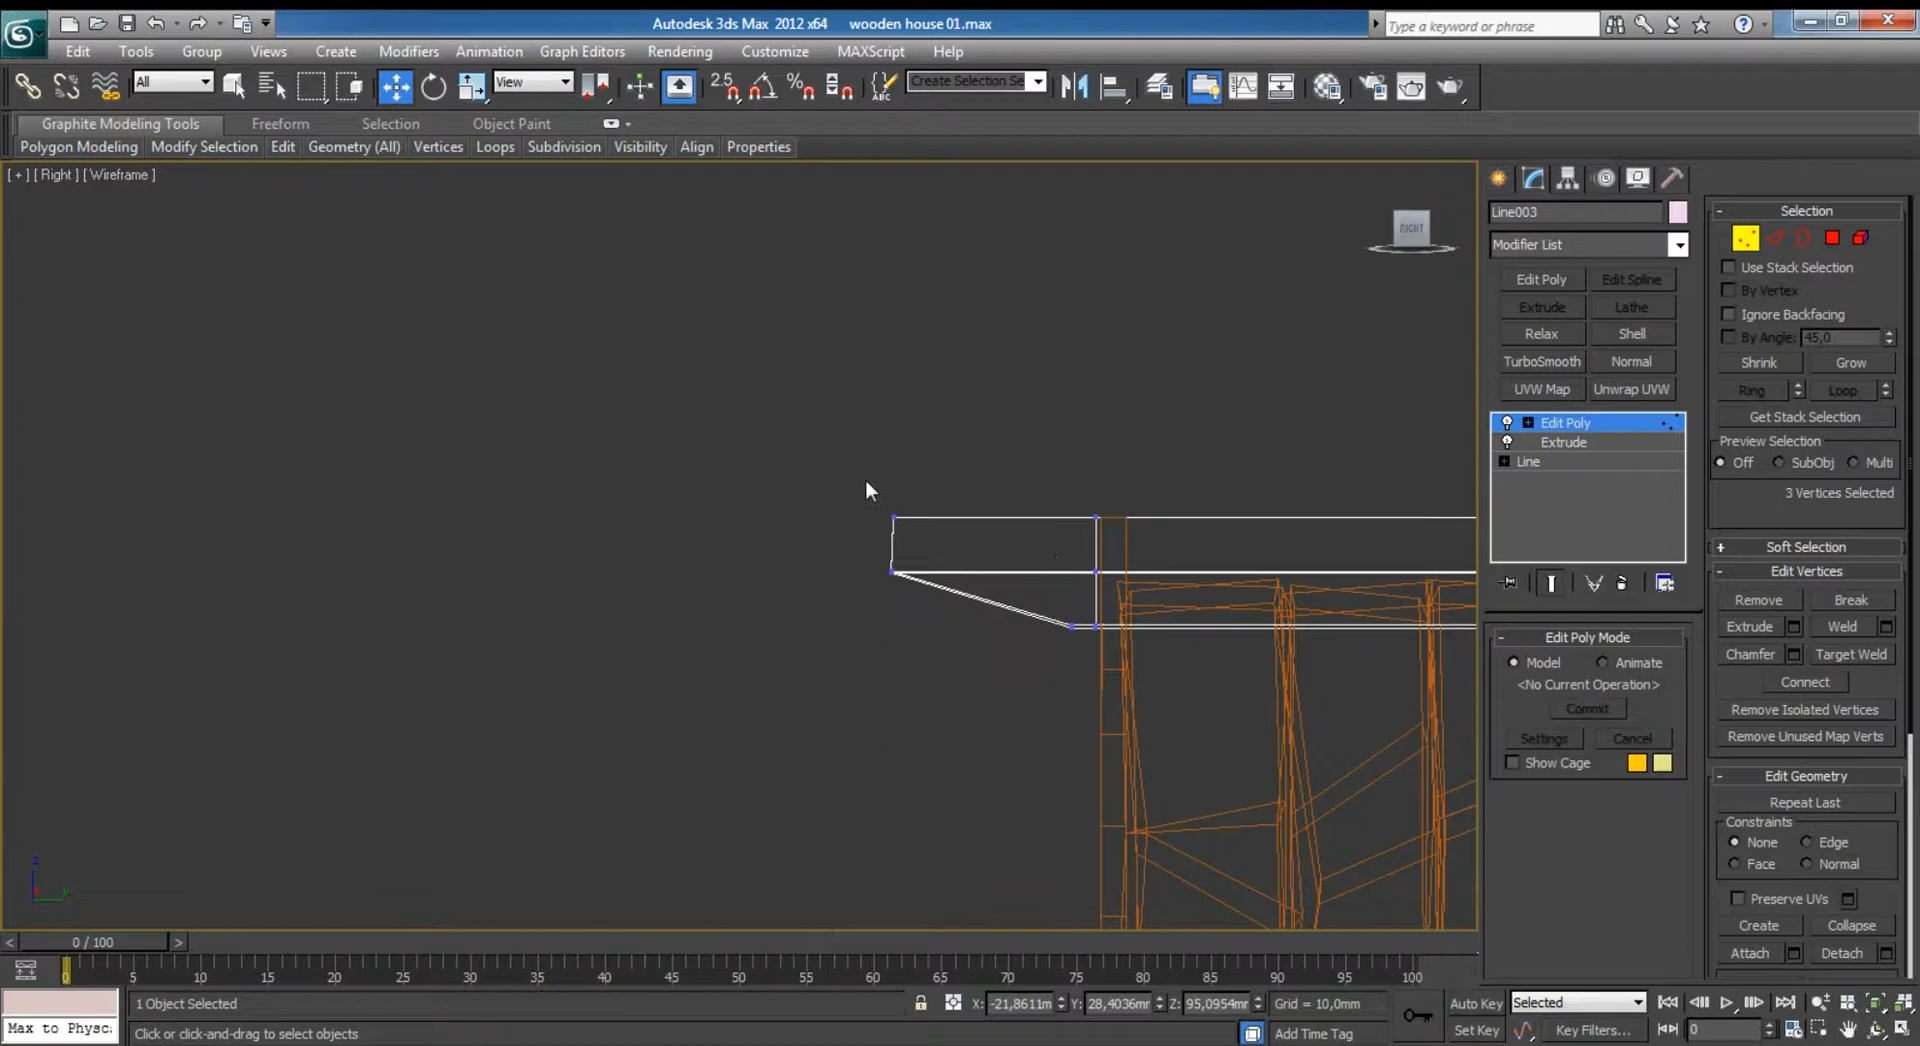 Autodesk 3ds Max 2012 x64 wooden house 01.max
Type a keyword or phrase
Edit Tools Group Views Create Modifiers Animation Graph Editors Rendering Customize MAXScript Help
All View 2.5 ABC Create Selection Se
Graphite Modeling Tools Freeform Selection Object Paint
Polygon Modeling Modify Selection Edit Geometry (All) Vertices Loops Subdivision Visibility Align Properties
[ + ] [ Right ] [ Wireframe ]
RIGHT
Line003
Modifier List
Edit Poly Edit Spline
Extrude Lathe
Relax Shell
TurboSmooth Normal
UVW Map Unwrap UVW
Edit Poly
Extrude
Line
- Edit Poly Mode
Model Animate
<No Current Operation>
Commit
Settings Cancel
Show Cage
- Selection
Use Stack Selection
By Vertex
Ignore Backfacing
By Angle: 45,0
Shrink Grow
Ring Loop
Get Stack Selection
Preview Selection
Off SubObj Multi
3 Vertices Selected
+ Soft Selection
- Edit Vertices
Remove Break
Extrude Weld
Chamfer Target Weld
Connect
Remove Isolated Vertices
Remove Unused Map Verts
- Edit Geometry
Repeat Last
Constraints
None Edge
Face Normal
Preserve UVs
Create Collapse
Attach Detach
z
< 0 / 100 >
0 5 10 15 20 25 30 35 40 45 50 55 60 65 70 75 80 85 90 95 100
1 Object Selected X: -21,8611m Y: 28,4036mr Z: 95,0954mr Grid = 10,0mm Auto Key Selected
Max to Physc: Click or click-and-drag to select objects Add Time Tag Set Key Key Filters... 0